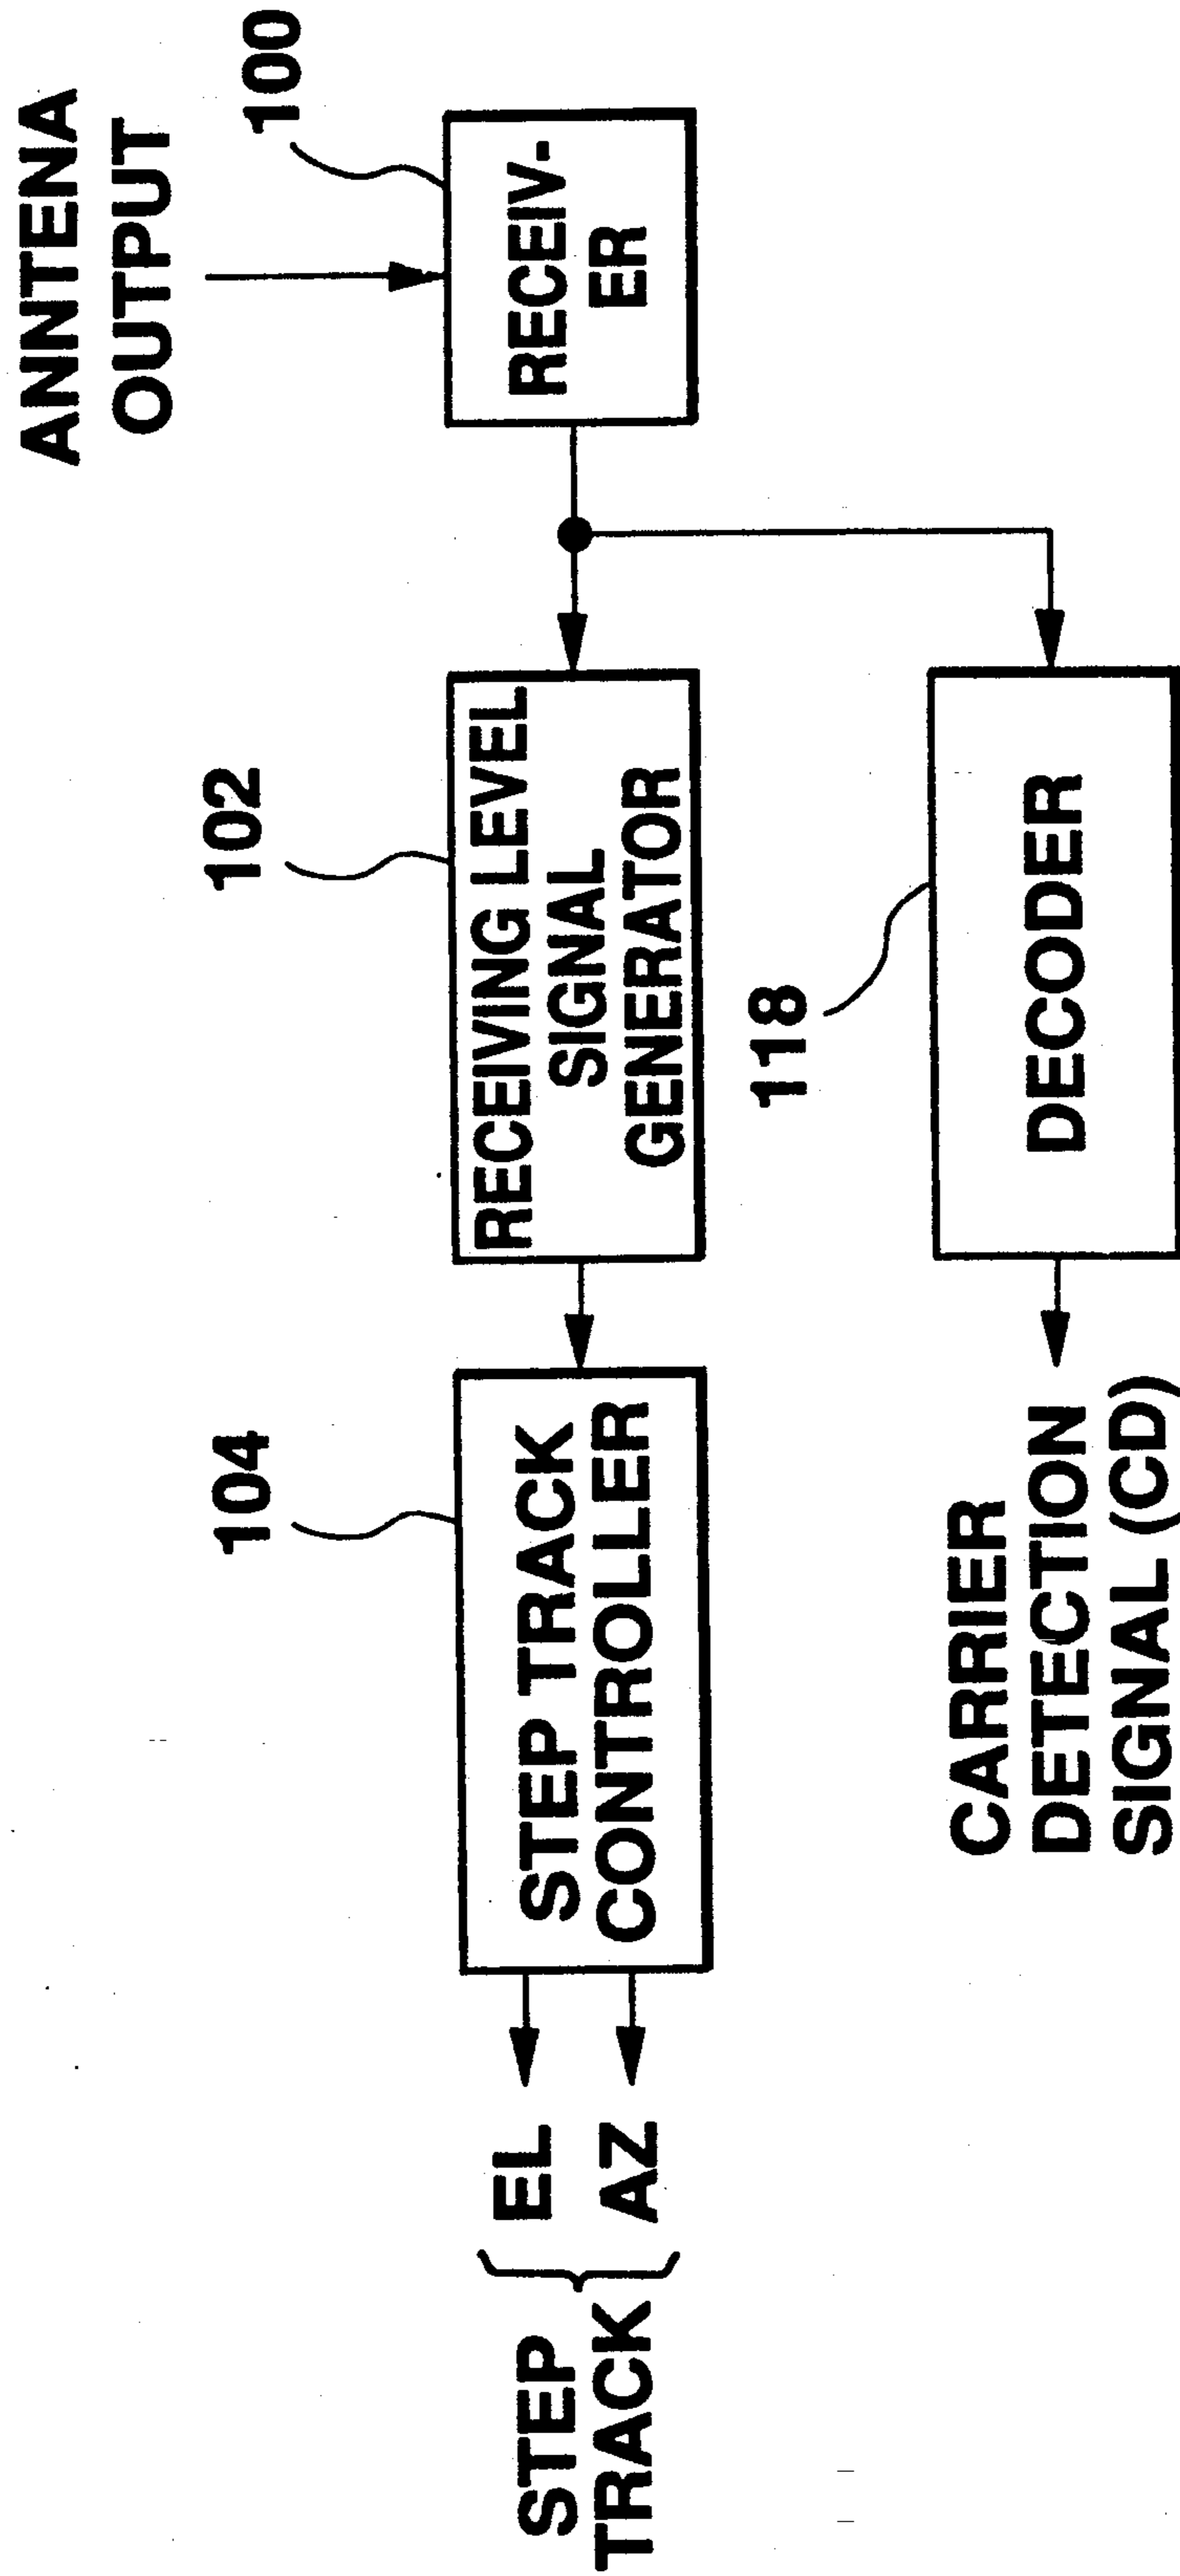 ANNTENA
OUTPUT
100
RECEIV-
ER
102
RECEIVING LEVEL
SIGNAL
GENERATOR
104
STEP TRACK
CONTROLLER
EL
AZ
STEP
TRACK
118
DECODER
CARRIER
DETECTION
SIGNAL (CD)